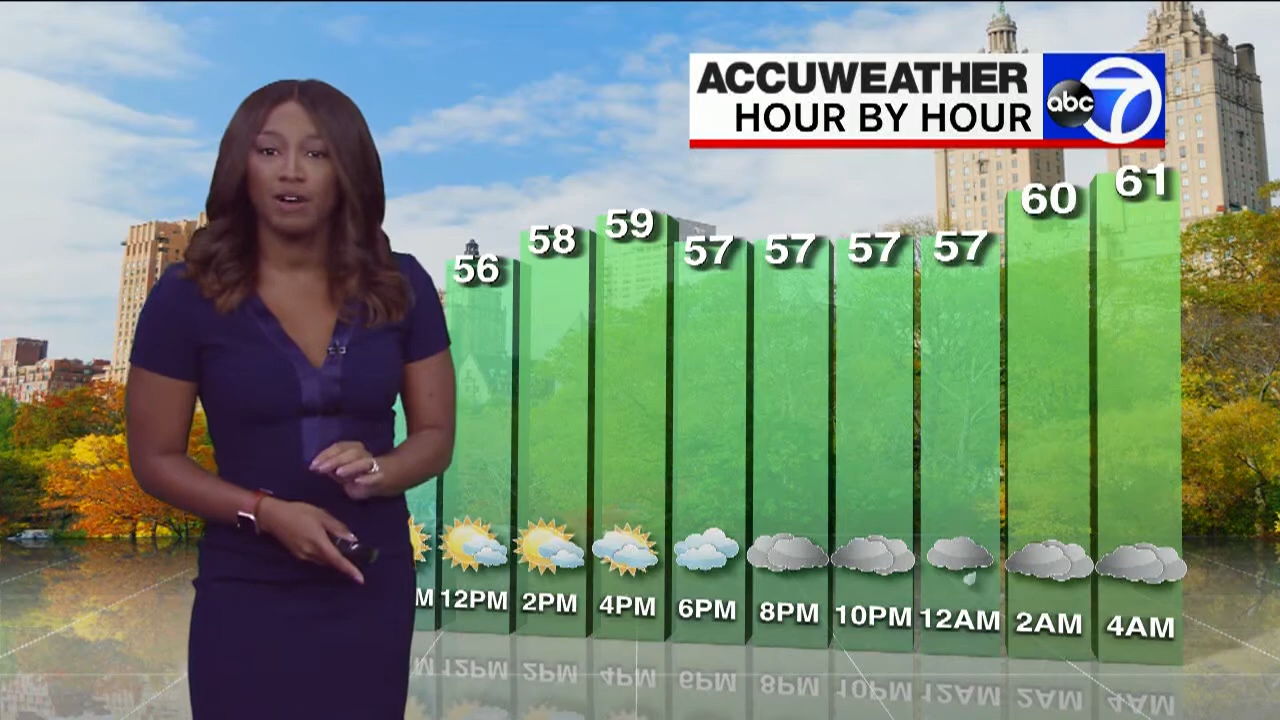 ACCUWEATHER
HOUR BY HOUR
abc 7
56 58 59 57 57 57 57 60 61
M 12PM 2PM 4PM 6PM 8PM 10PM 12AM 2AM 4AM